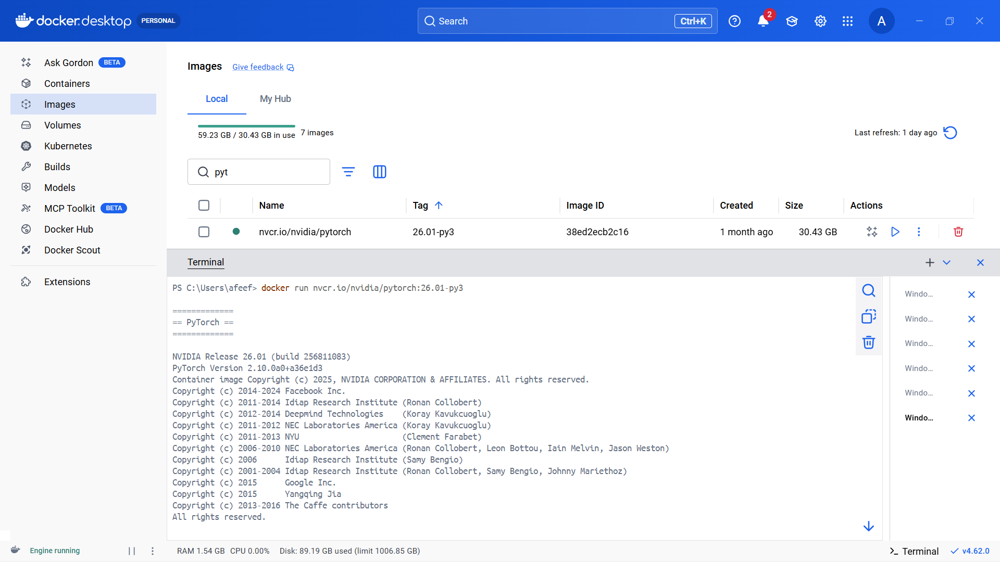 docker.desktop PERSONAL
Search Ctrl+K
2
A
Ask Gordon BETA
Containers
Images
Volumes
Kubernetes
Builds
Models
MCP Toolkit BETA
Docker Hub
Docker Scout
Extensions
Images Give feedback
Local My Hub
59.23 GB / 30.43 GB in use 7 images
Last refresh: 1 day ago
pyt
Name Tag Image ID Created Size Actions
nvcr.io/nvidia/pytorch 26.01-py3 38ed2ecb2c16 1 month ago 30.43 GB
Terminal
PS C:\Users\afeef> docker run nvcr.io/nvidia/pytorch:26.01-py3
=============
== PyTorch ==
=============
NVIDIA Release 26.01 (build 256811083)
PyTorch Version 2.10.0a0+a36e1d3
Container image Copyright (c) 2025, NVIDIA CORPORATION & AFFILIATES. All rights reserved.
Copyright (c) 2014-2024 Facebook Inc.
Copyright (c) 2011-2014 Idiap Research Institute (Ronan Collobert)
Copyright (c) 2012-2014 Deepmind Technologies    (Koray Kavukcuoglu)
Copyright (c) 2011-2012 NEC Laboratories America (Koray Kavukcuoglu)
Copyright (c) 2011-2013 NYU                      (Clement Farabet)
Copyright (c) 2006-2010 NEC Laboratories America (Ronan Collobert, Leon Bottou, Iain Melvin, Jason Weston)
Copyright (c) 2006      Idiap Research Institute (Samy Bengio)
Copyright (c) 2001-2004 Idiap Research Institute (Ronan Collobert, Samy Bengio, Johnny Mariethoz)
Copyright (c) 2015      Google Inc.
Copyright (c) 2015      Yangqing Jia
Copyright (c) 2013-2016 The Caffe contributors
All rights reserved.
Windo...
Windo...
Windo...
Windo...
Windo...
Windo...
Engine running
RAM 1.54 GB CPU 0.00% Disk: 89.19 GB used (limit 1006.85 GB)
Terminal v4.62.0